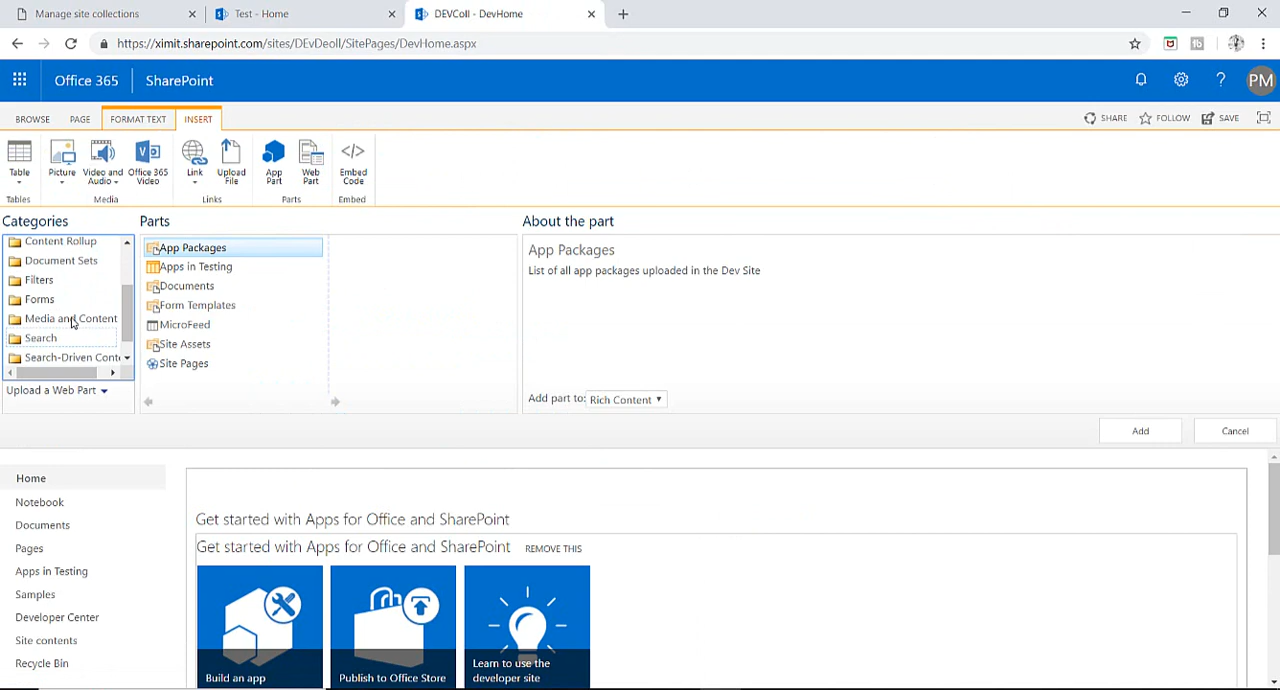 Manage site collections
Test - Home
DEVColl - DevHome
https://ximit.sharepoint.com/sites/DEvDeoll/SitePages/DevHome.aspx
Office 365
SharePoint
PM
BROWSE
PAGE
FORMAT TEXT
INSERT
SHARE
FOLLOW
SAVE
Table
Picture
Video and Audio
Office 365 Video
Link
Upload File
App Part
Web Part
Embed Code
Tables
Media
Links
Parts
Embed
Categories
Content Rollup
Document Sets
Filters
Forms
Media and Content
Search
Search-Driven Conte
Upload a Web Part
Parts
App Packages
Apps in Testing
Documents
Form Templates
MicroFeed
Site Assets
Site Pages
About the part
App Packages
List of all app packages uploaded in the Dev Site
Add part to: Rich Content
Add
Cancel
Home
Notebook
Documents
Pages
Apps in Testing
Samples
Developer Center
Site contents
Recycle Bin
Get started with Apps for Office and SharePoint
Get started with Apps for Office and SharePoint REMOVE THIS
Build an app
Publish to Office Store
Learn to use the
developer site